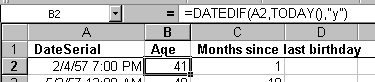 B2 = =DATEDIF(A2,TODAY(),"y")
A B C D
1 DateSerial Age Months since last birthday
2 2/4/57 7:00 PM 41 1